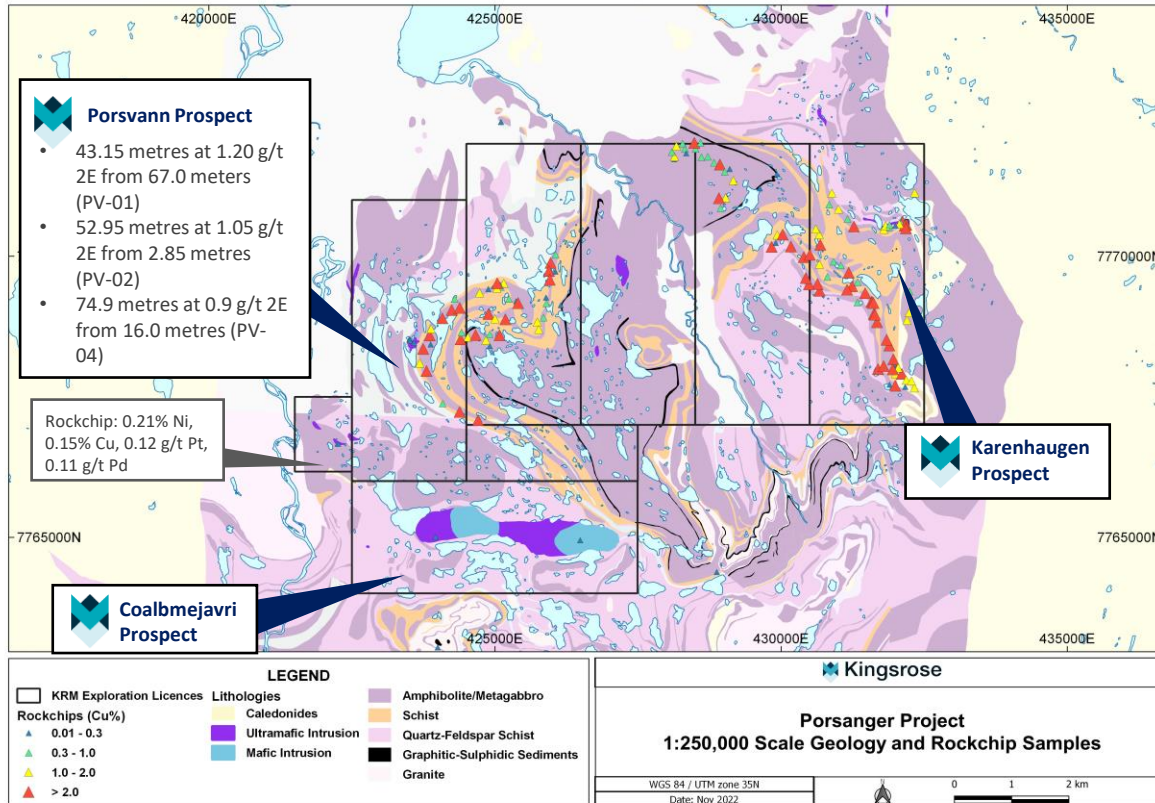 420000E
425000E
430000E
435000E
Porsvann Prospect
• 43.15 metres at 1.20 g/t
2E from 67.0 meters
(PV-01)
• 52.95 metres at 1.05 g/t
2E from 2.85 metres
(PV-02)
• 74.9 metres at 0.9 g/t 2E
from 16.0 metres (PV-
04)
7770000N
Rockchip: 0.21% Ni,
0.15% Cu, 0.12 g/t Pt,
0.11 g/t Pd
Karenhaugen
Prospect
7765000N
7765000N
Coalbmejavri
Prospect
425000E
430000E
435000E
LEGEND
KRM Exploration Licences
Rockchips (Cu%)
0.01 - 0.3
0.3 - 1.0
1.0 - 2.0
> 2.0
Lithologies
Caledonides
Ultramafic Intrusion
Mafic Intrusion
Amphibolite/Metagabbro
Schist
Quartz-Feldspar Schist
Graphitic-Sulphidic Sediments
Granite
Kingsrose
Porsanger Project
1:250,000 Scale Geology and Rockchip Samples
WGS 84 / UTM zone 35N
Date: Nov 2022
0 1 2 km